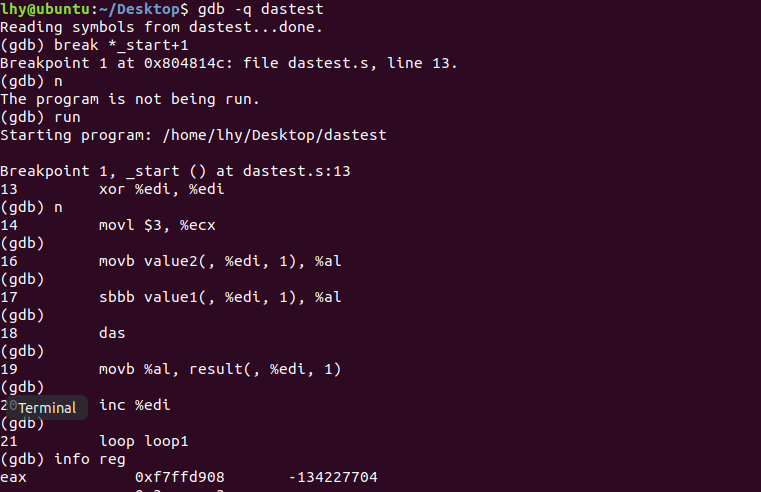 lhy@ubuntu:~/Desktop$ gdb -q dastest
Reading symbols from dastest...done.
(gdb) break *_start+1
Breakpoint 1 at 0x804814c: file dastest.s, line 13.
(gdb) n
The program is not being run.
(gdb) run
Starting program: /home/lhy/Desktop/dastest

Breakpoint 1, _start () at dastest.s:13
13 xor %edi, %edi
(gdb) n
14 movl $3, %ecx
(gdb)
16 movb value2(, %edi, 1), %al
(gdb)
17 sbbb value1(, %edi, 1), %al
(gdb)
18 das
(gdb)
19 movb %al, result(, %edi, 1)
(gdb)
20 inc %edi
Terminal
(gdb)
21 loop loop1
(gdb) info reg
eax 0xf7ffd908 -134227704